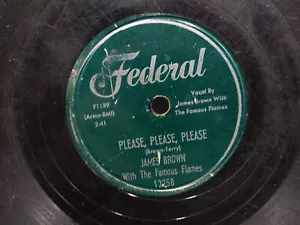 Federal
F1189
(Armo-BMI)
2:41
Vocal By
James Brown With
The Famous Flames
PLEASE, PLEASE, PLEASE
(Brown-Terry)
JAMES BROWN
With The Famous Flames
12258